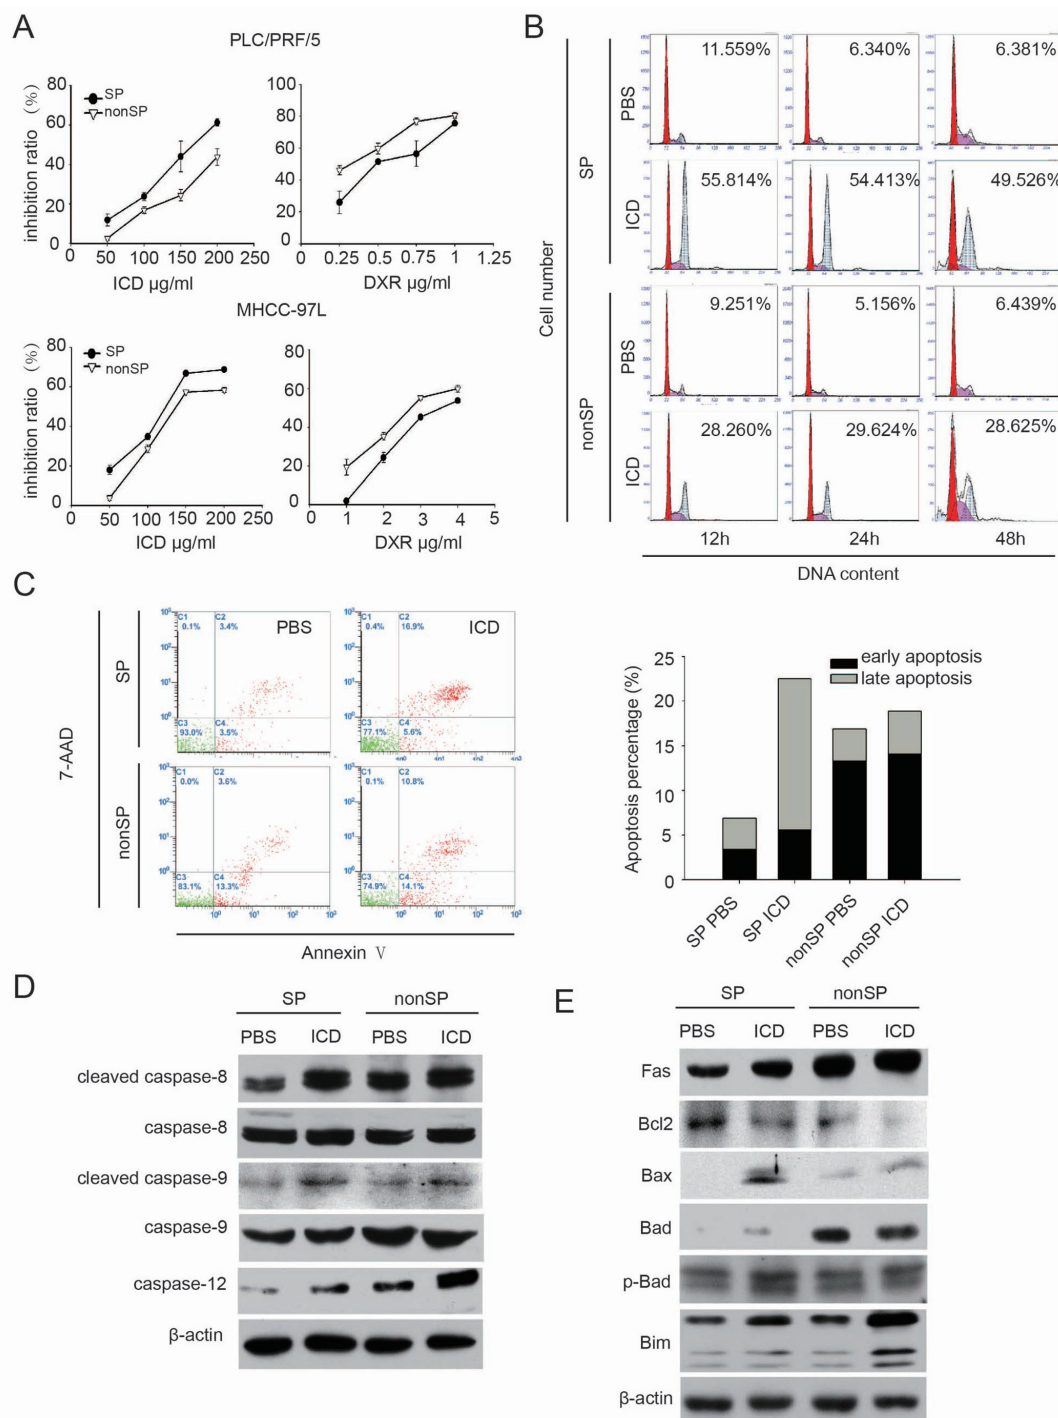 A
PLC/PRF/5
80
60
40
20
0
inhibition ratio (%)
SP
nonSP
0 50 100 150 200 250
ICD µg/ml
100
80
60
40
20
0
0 0.25 0.5 0.75 1 1.25
DXR µg/ml
MHCC-97L
80
60
40
20
0
inhibition ratio (%)
SP
nonSP
0 50 100 150 200 250
ICD µg/ml
80
60
40
20
0
0 1 2 3 4 5
DXR µg/ml
B
Cell number
SP
PBS
11.559% 6.340% 6.381%
ICD
55.814% 54.413% 49.526%
nonSP
PBS
9.251% 5.156% 6.439%
ICD
28.260% 29.624% 28.625%
12h 24h 48h
DNA content
C
7-AAD
SP
PBS
C1 0.1%
C2 3.4%
C3 93.0%
C4 3.5%
ICD
C1 0.4%
C2 16.9%
C3 77.1%
C4 5.6%
nonSP
C1 0.0%
C2 3.6%
C3 83.1%
C4 13.3%
C1 0.1%
C2 10.8%
C3 74.9%
C4 14.1%
Annexin V
Apoptosis percentage (%)
25
20
15
10
5
0
early apoptosis
late apoptosis
SP PBS
SP ICD
nonSP PBS
nonSP ICD
D
SP nonSP
PBS ICD PBS ICD
cleaved caspase-8
caspase-8
cleaved caspase-9
caspase-9
caspase-12
β-actin
E
SP nonSP
PBS ICD PBS ICD
Fas
Bcl2
Bax
Bad
p-Bad
Bim
β-actin